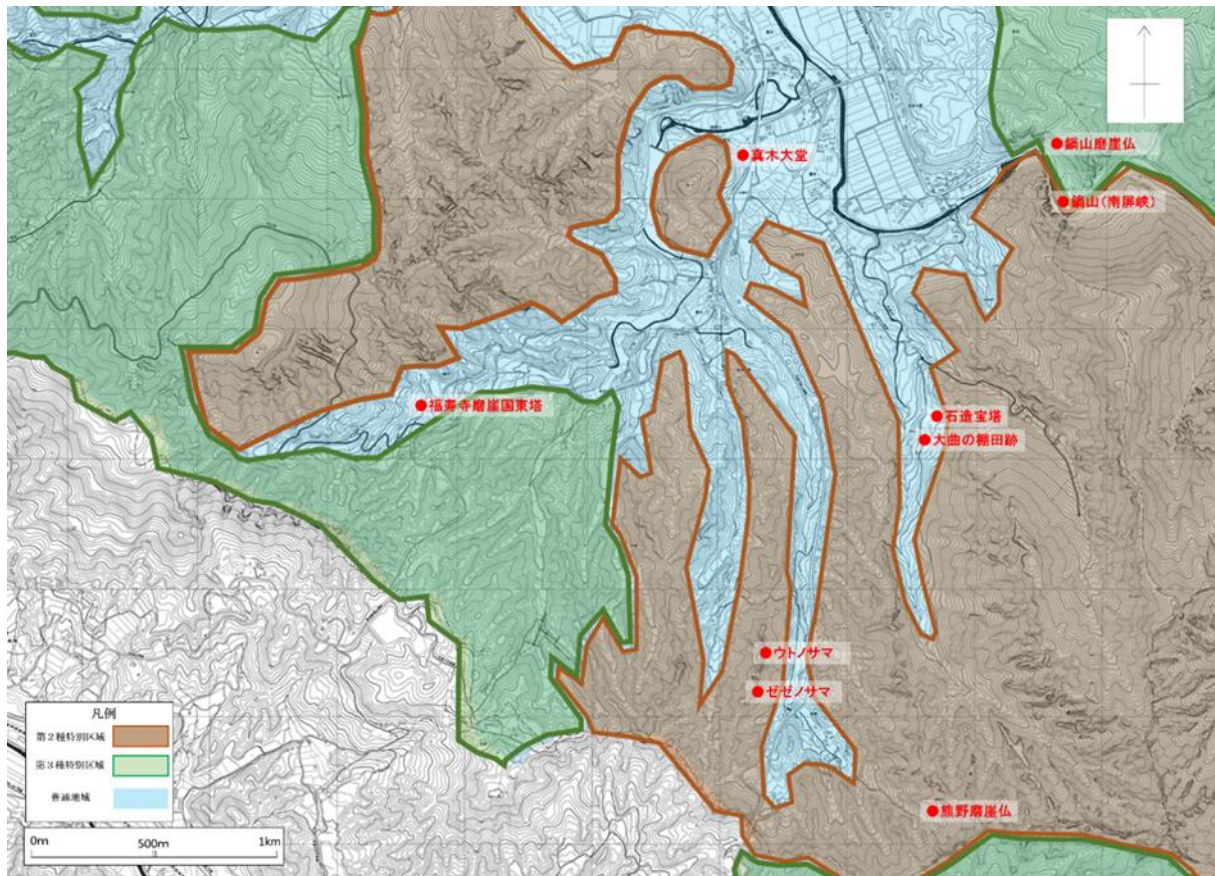 真木大堂
鍋山磨崖仏
鍋山(南屏峡)
福寿寺磨崖国東塔
石造宝塔
大曲の棚田跡
ウトノサマ
ゼゼノサマ
熊野磨崖仏
凡例
第2種特別区域
第3種特別区域
普通地域
0m 500m 1km